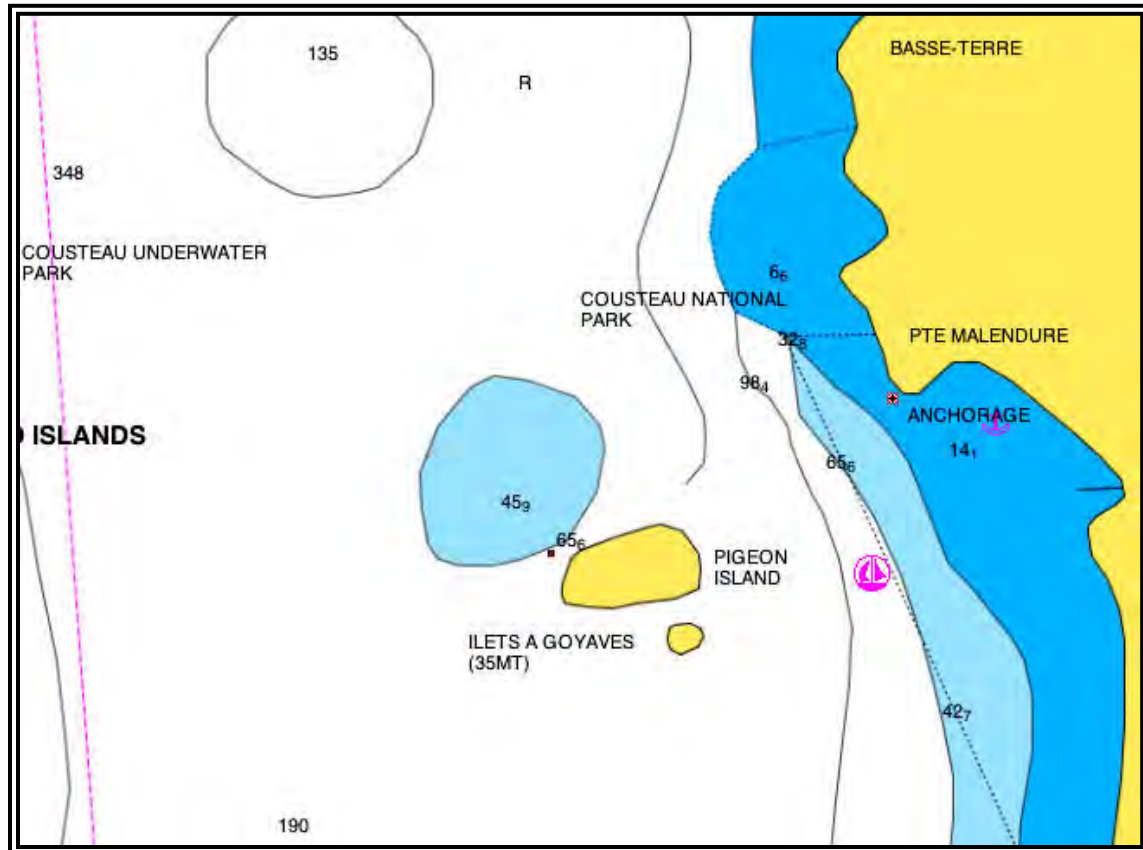 BASSE-TERRE
135
R
348
COUSTEAU UNDERWATER
PARK
6₆
COUSTEAU NATIONAL
PARK
32₈
PTE MALENDURE
98₄
ANCHORAGE
ISLANDS
14₁
65₆
45₉
65₆
PIGEON
ISLAND
ILETS A GOYAVES
(35MT)
42₇
190